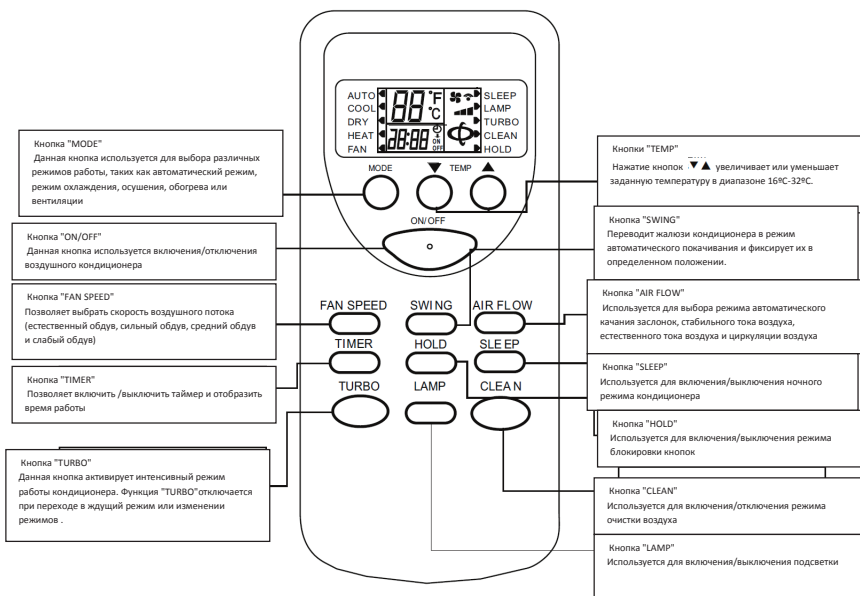 AUTO
COOL
DRY
HEAT
FAN
88 °F
°C
28:88
ON
OFF
SLEEP
LAMP
TURBO
CLEAN
HOLD
MODE
▼ TEMP ▲
ON/OFF
FAN SPEED SWING AIR FLOW
TIMER HOLD SLEEP
TURBO LAMP CLEAN
Кнопка "MODE"
Данная кнопка используется для выбора различных
режимов работы, таких как автоматический режим,
режим охлаждения, осушения, обогрева или
вентиляции
Кнопка "ON/OFF"
Данная кнопка используется включения/отключения
воздушного кондиционера
Кнопка "FAN SPEED"
Позволяет выбрать скорость воздушного потока
(естественный обдув, сильный обдув, средний обдув
и слабый обдув)
Кнопка "TIMER"
Позволяет включить /выключить таймер и отобразить
время работы
Кнопка "TURBO"
Данная кнопка активирует интенсивный режим
работы кондиционера. Функция "TURBO"отключается
при переходе в ждущий режим или изменении
режимов .
Кнопки "TEMP"
Нажатие кнопок ▼▲ увеличивает или уменьшает
заданную температуру в диапазоне 16ºС-32ºС.
Кнопка "SWING"
Переводит жалюзи кондиционера в режим
автоматического покачивания и фиксирует их в
определенном положении.
Кнопка "AIR FLOW"
Используется для выбора режима автоматического
качания заслонок, стабильного тока воздуха,
естественного тока воздуха и циркуляции воздуха
Кнопка "SLEEP"
Используется для включения/выключения ночного
режима кондиционера
Кнопка "HOLD"
Используется для включения/выключения режима
блокировки кнопок
Кнопка "CLEAN"
Используется для включения/отключения режима
очистки воздуха
Кнопка "LAMP"
Используется для включения/выключения подсветки